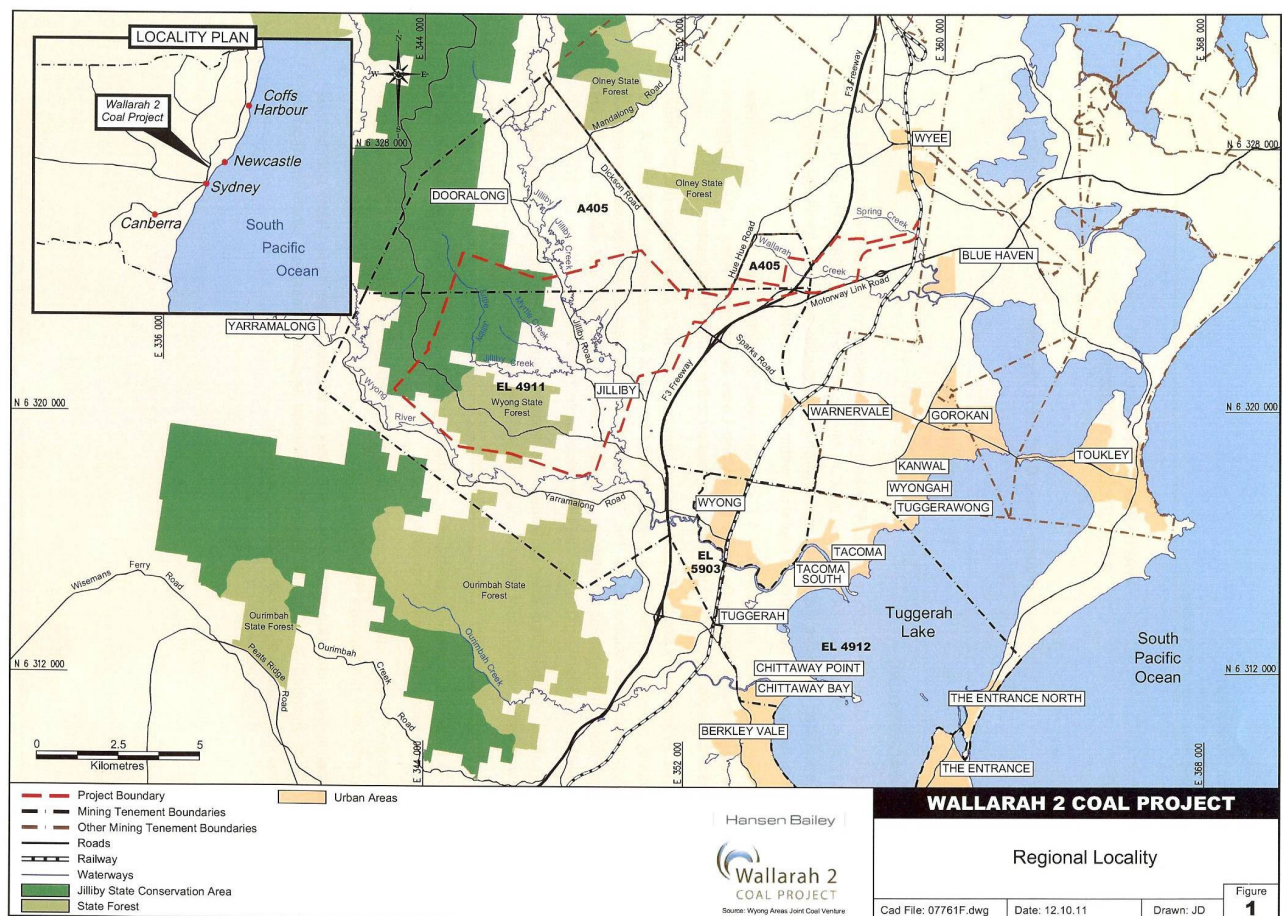 LOCALITY PLAN
Wallarah 2
Coal Project
Coffs
Harbour
Newcastle
Sydney
Canberra
South
Pacific
Ocean
E 344 000
E 352 000
E 360 000
E 368 000
W
E
N 6 328 000
N 6 328 000
Olney State
Forest
Mandalong Road
F3 Freeway
WYEE
Dickson Road
Olney State
Forest
DOORALONG
Jilliby
Jilliby Creek
A405
Spring Creek
Hue Hue Road
Wallarah
Creek
A405
BLUE HAVEN
Motorway Link Road
YARRAMALONG
E 336 000
Little
Jilliby
Myrtle Creek
Jilliby Road
Jilliby Creek
Sparks Road
F3 Freeway
EL 4911
JILLIBY
Wyong State
Forest
Wyong
River
N 6 320 000
N 6 320 000
WARNERVALE
GOROKAN
KANWAL
TOUKLEY
WYONGAH
TUGGERAWONG
WYONG
Yarramalong Road
EL
5903
TACOMA
TACOMA
SOUTH
Wisemans Ferry Road
Ourimbah State
Forest
Ourimbah
State Forest
Ourimbah Creek
Peats Ridge Road
Ourimbah Creek Road
TUGGERAH
Tuggerah
Lake
EL 4912
South
Pacific
Ocean
N 6 312 000
N 6 312 000
CHITTAWAY POINT
CHITTAWAY BAY
THE ENTRANCE NORTH
BERKLEY VALE
THE ENTRANCE
0 2.5 5
Kilometres
E 344 000
E 352 000
E 368 000
Project Boundary
Mining Tenement Boundaries
Other Mining Tenement Boundaries
Roads
Railway
Waterways
Jilliby State Conservation Area
State Forest
Urban Areas
Hansen Bailey
Wallarah 2
COAL PROJECT
Source: Wyong Areas Joint Coal Venture
WALLARAH 2 COAL PROJECT
Regional Locality
Cad File: 07761F.dwg
Date: 12.10.11
Drawn: JD
Figure
1